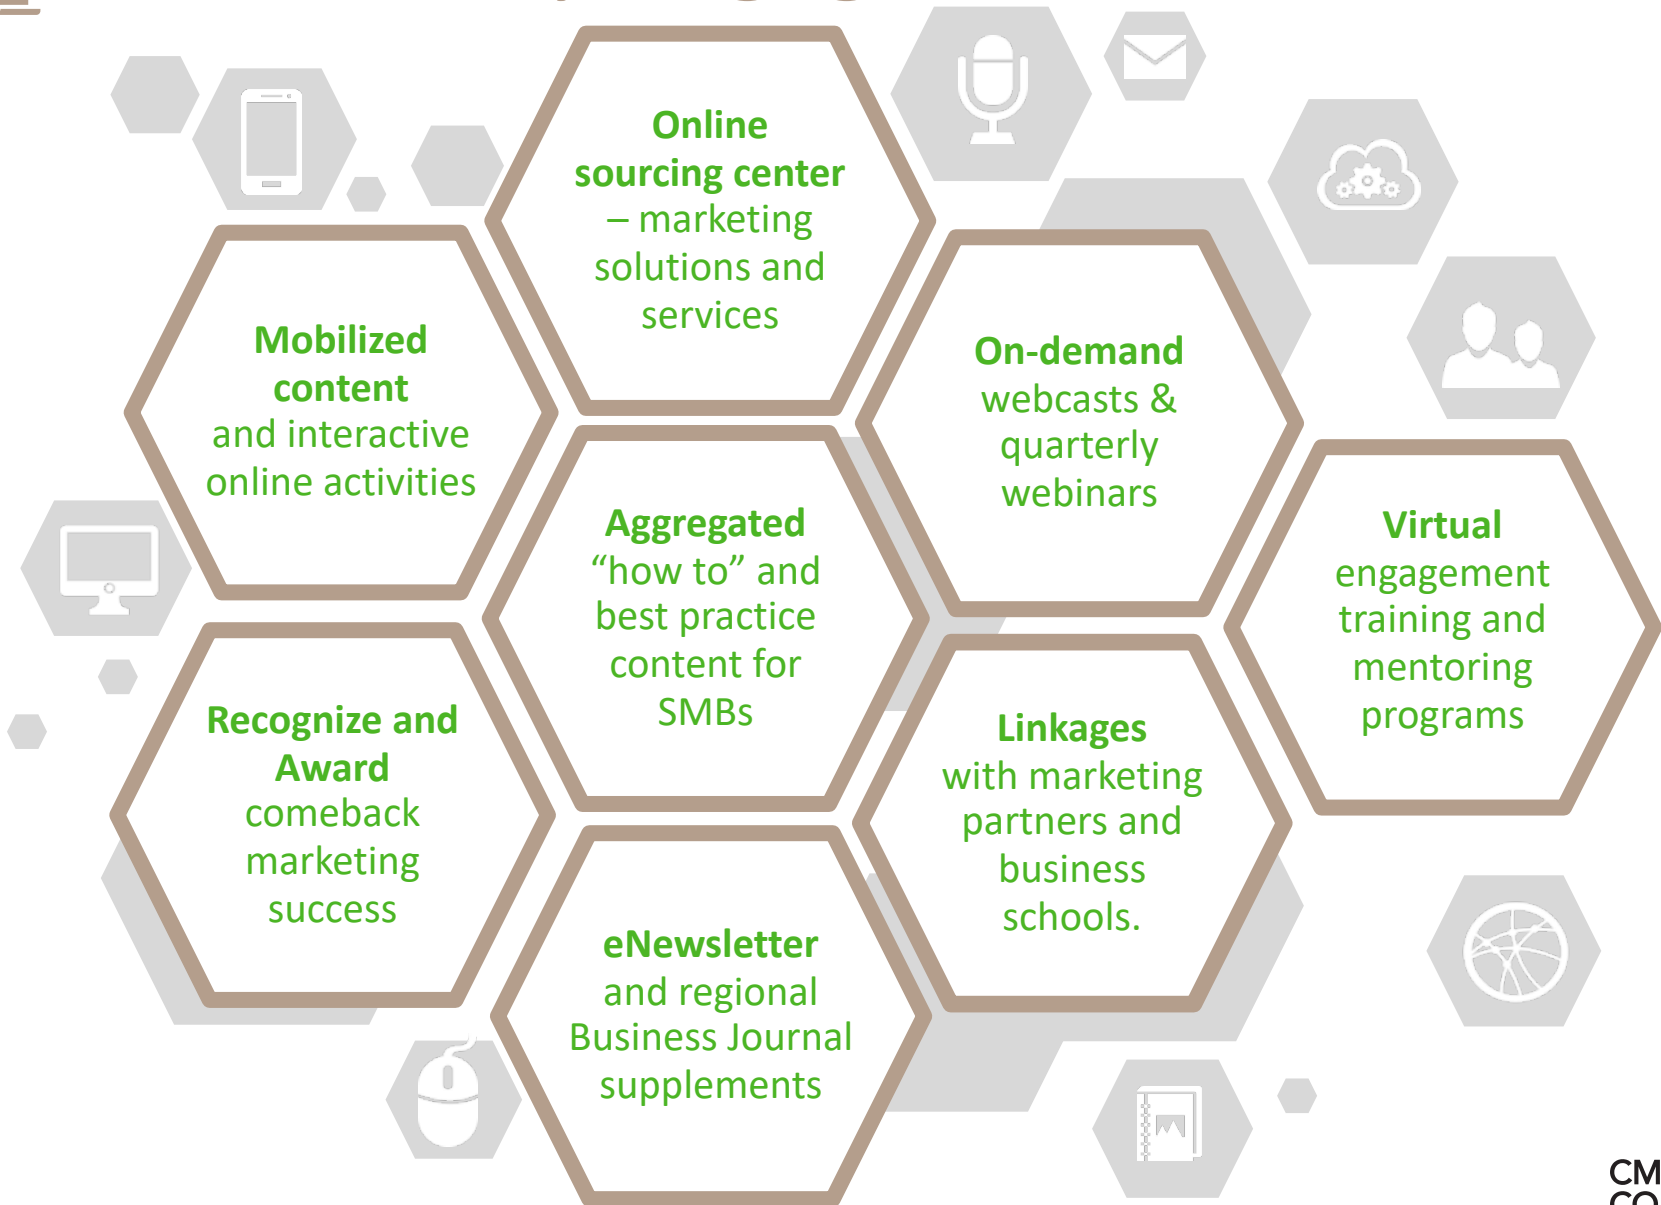 Online
sourcing center
– marketing
solutions and
services
Mobilized
content
and interactive
online activities
On-demand
webcasts &
quarterly
webinars
Aggregated
“how to” and
best practice
content for
SMBs
Virtual
engagement
training and
mentoring
programs
Recognize and
Award
comeback
marketing
success
Linkages
with marketing
partners and
business
schools.
eNewsletter
and regional
Business Journal
supplements
CM
CO